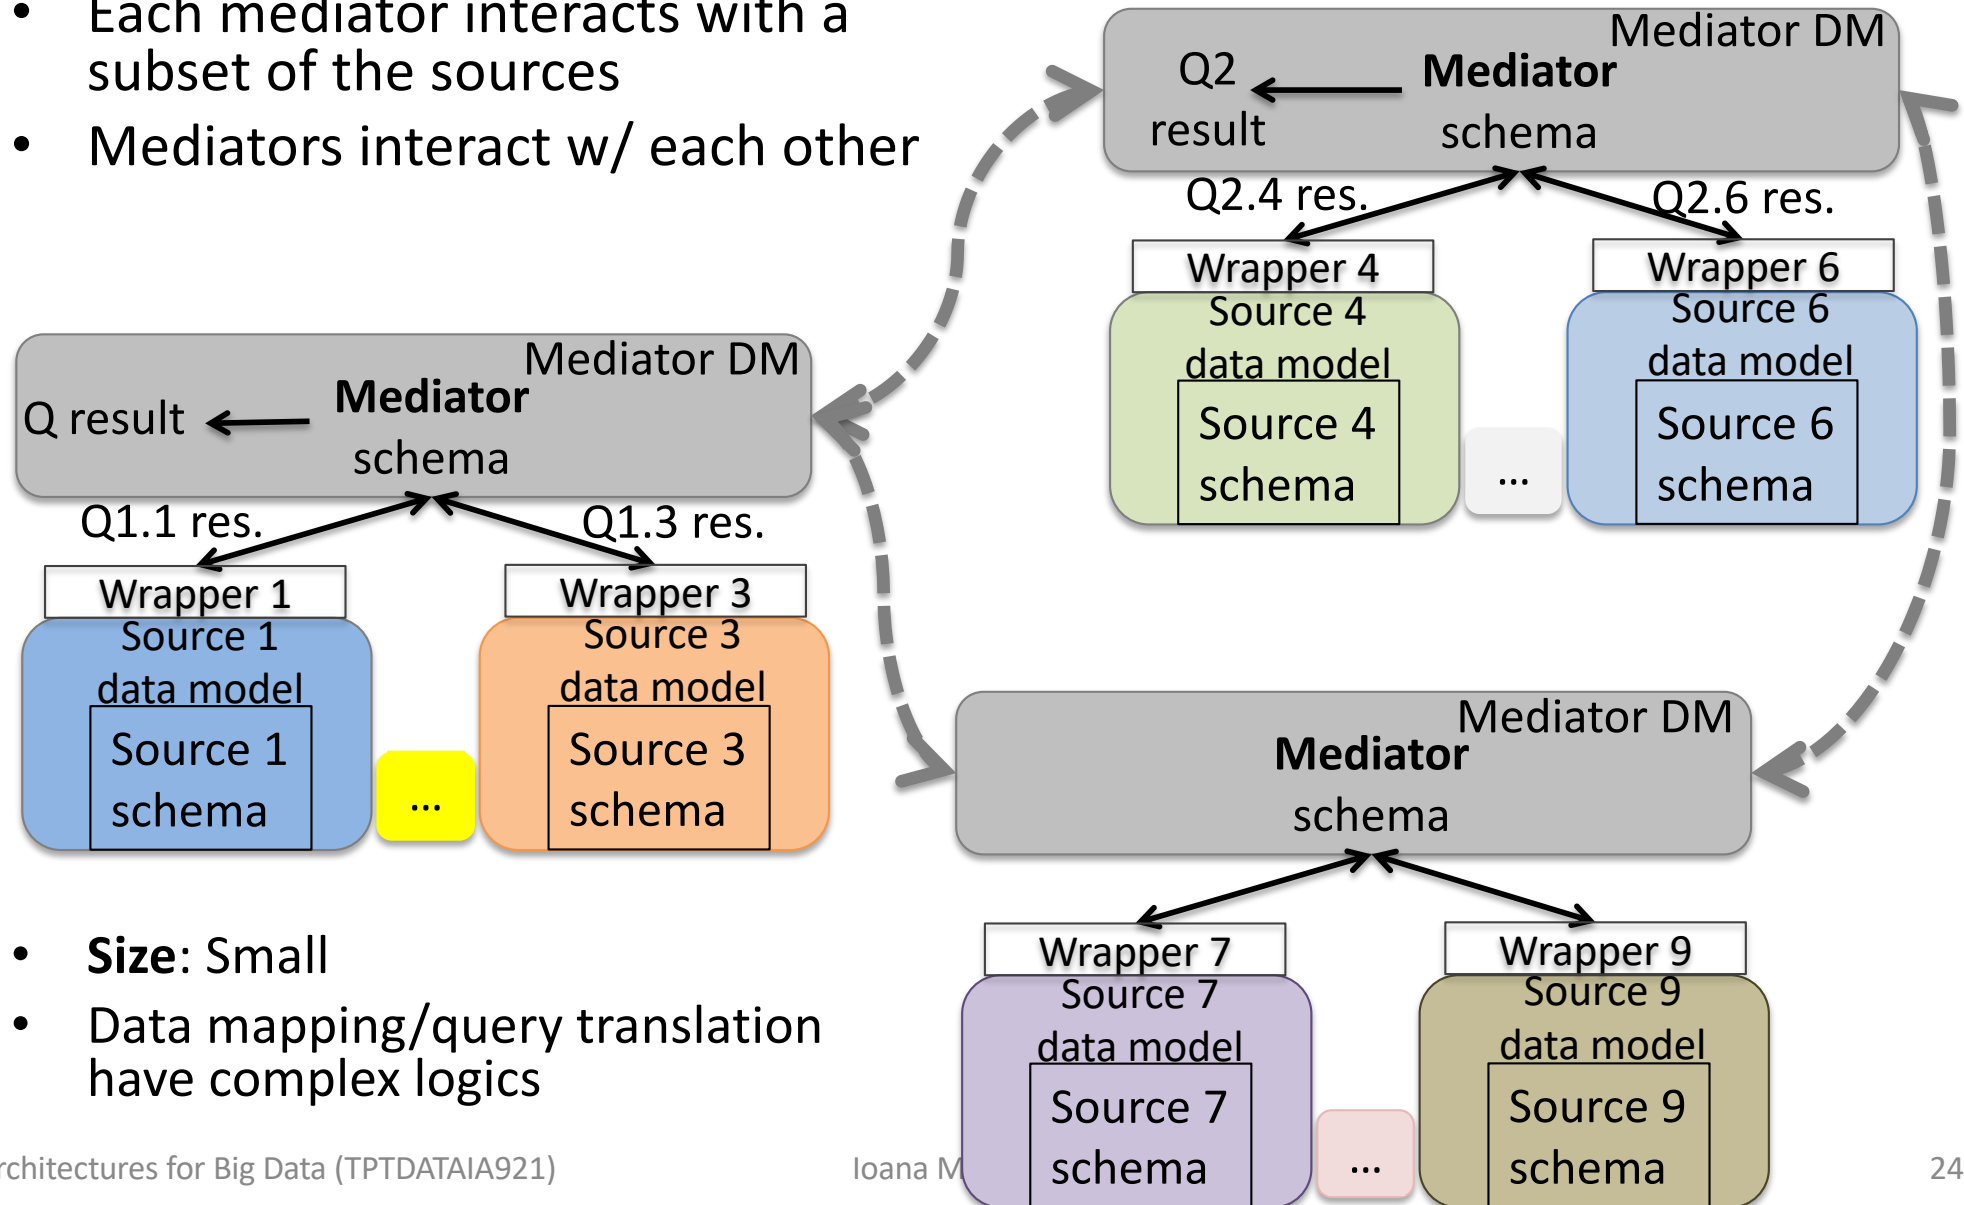 • Each mediator interacts with a
subset of the sources
• Mediators interact w/ each other
Mediator DM
Q2
result
Mediator
schema
Q2.4 res.
Q2.6 res.
Wrapper 4
Source 4
data model
Source 4
schema
...
Wrapper 6
Source 6
data model
Source 6
schema
Mediator DM
Q result
Mediator
schema
Q1.1 res.
Q1.3 res.
Wrapper 1
Source 1
data model
Source 1
schema
...
Wrapper 3
Source 3
data model
Source 3
schema
Mediator DM
Mediator
schema
Wrapper 7
Source 7
data model
Source 7
schema
...
Wrapper 9
Source 9
data model
Source 9
schema
• Size: Small
• Data mapping/query translation
have complex logics
rchitectures for Big Data (TPTDATAIA921)
Ioana M
24